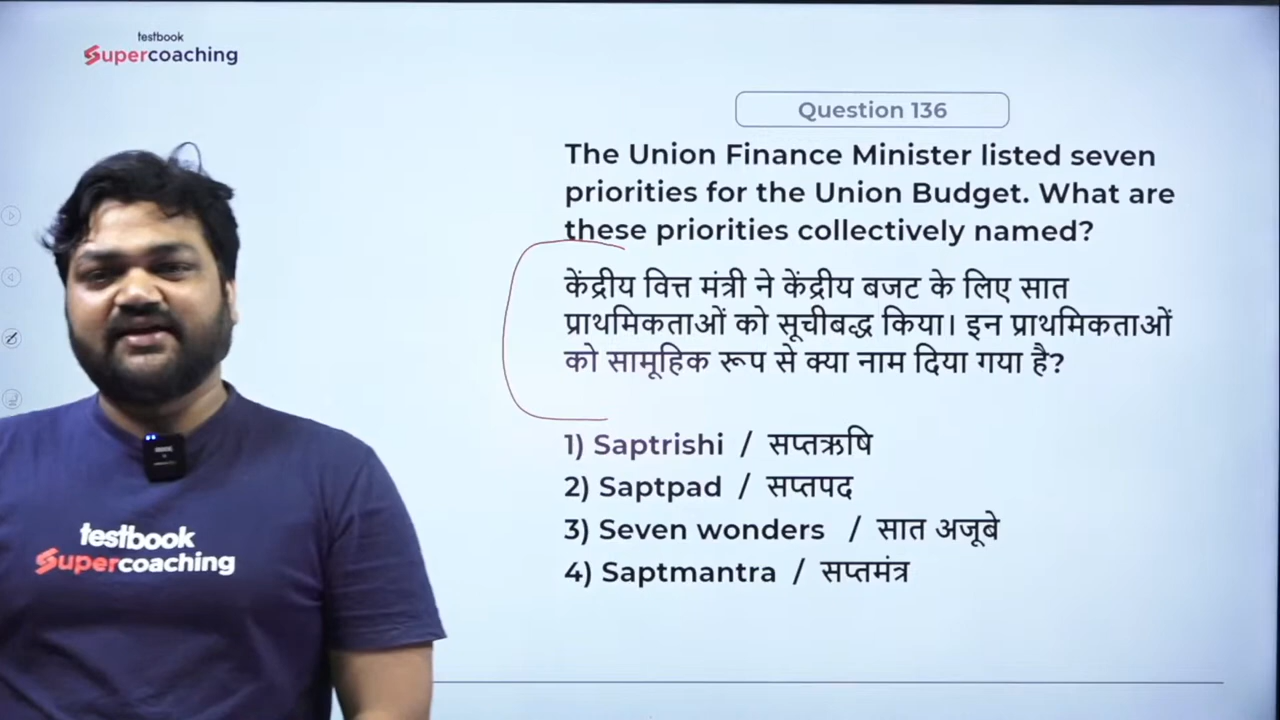 testbook
Supercoaching
Question 136
The Union Finance Minister listed seven
priorities for the Union Budget. What are
these priorities collectively named?
केंद्रीय वित्त मंत्री ने केंद्रीय बजट के लिए सात
प्राथमिकताओं को सूचीबद्ध किया। इन प्राथमिकताओं
को सामूहिक रूप से क्या नाम दिया गया है?
1) Saptrishi / सप्तऋषि
2) Saptpad / सप्तपद
3) Seven wonders / सात अजूबे
4) Saptmantra / सप्तमंत्र
testbook
Supercoaching